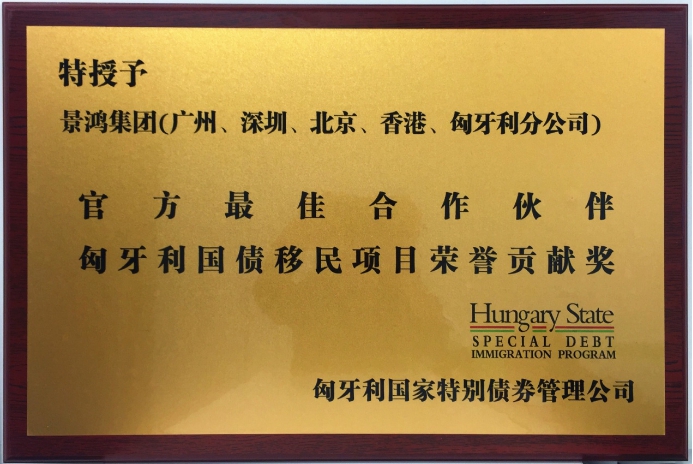 特授予
景鸿集团(广州、深圳、北京、香港、匈牙利分公司)
官方最佳合作伙伴
匈牙利国债移民项目荣誉贡献奖
Hungary State
SPECIAL DEBT
IMMIGRATION PROGRAM
匈牙利国家特别债券管理公司